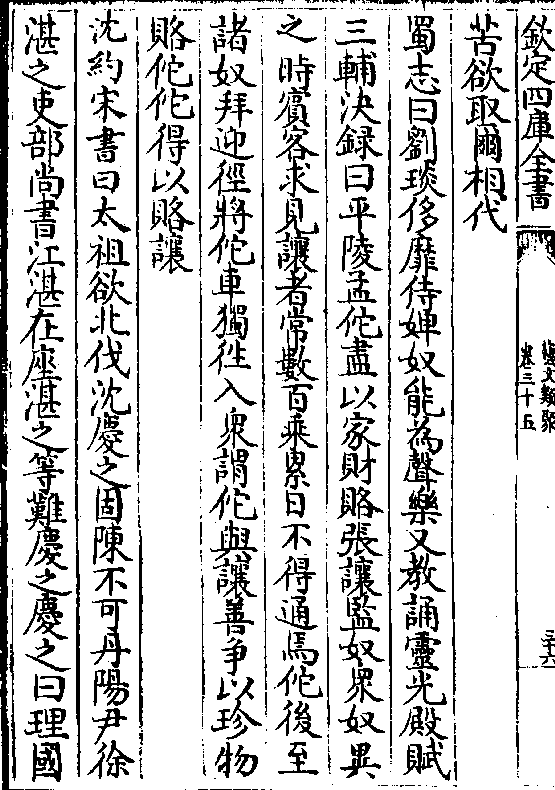 欽定四庫全書
藝文類聚
卷三十五
三十六
苦欲取爾相代
蜀志曰劉琰侈靡侍婢奴能為聲樂又教誦靈光殿賦
三輔決録曰平陵孟佗盡以家財賂張讓監奴衆奴異
之時賓客求見讓者常數百乘累日不得通焉佗後至
諸奴拜迎徑將佗車獨徃入衆謂佗與讓善爭以珍物
賂佗佗得以賂讓
沈約宋書曰太祖欲北伐沈慶之固陳不可丹陽尹徐
湛之吏部尚書江湛在座湛之等難慶之慶之曰理國